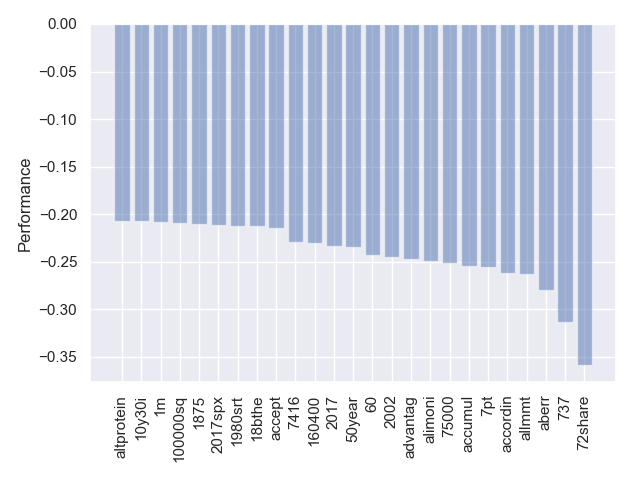 0.00
−0.05
−0.10
−0.15
−0.20
−0.25
−0.30
−0.35
Performance
altprotein
10y30i
1m
100000sq
1875
2017spx
1980srt
18bthe
accept
7416
160400
2017
50year
60
2002
advantag
alimoni
75000
accumul
7pt
accordin
allmmt
aberr
737
72share